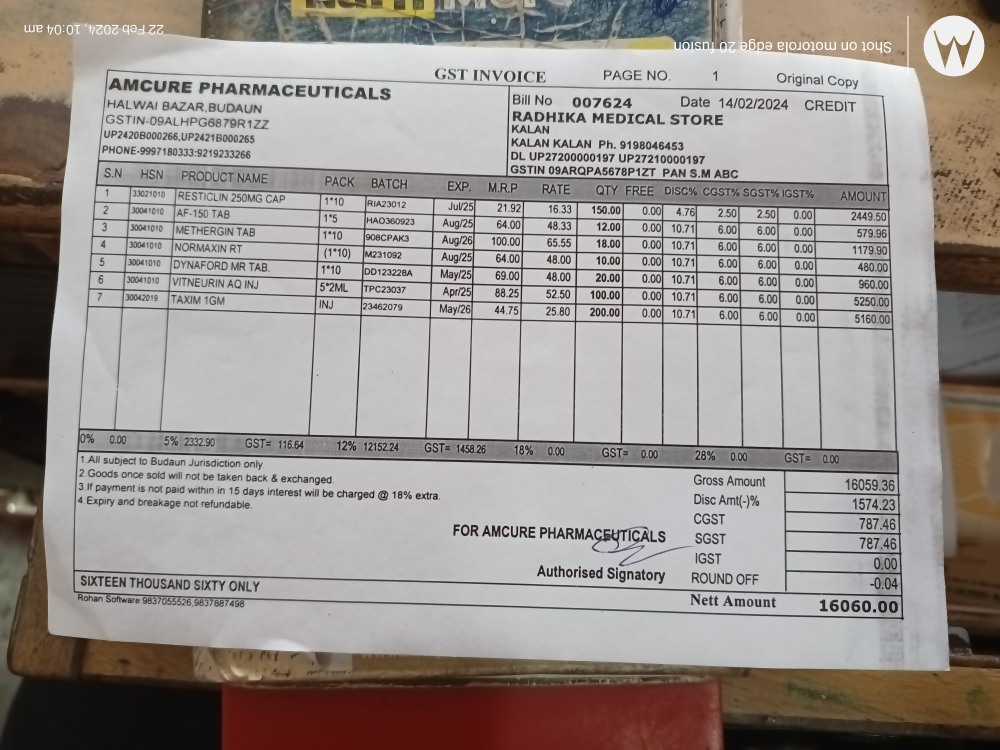 22 Feb 2024, 10:04 am
Shot on motorola edge 20 fusion
GST INVOICE PAGE NO. 1 Original Copy
AMCURE PHARMACEUTICALS
HALWAI BAZAR,BUDAUN
GSTIN-09ALHPG6879R1ZZ
UP2420B000266,UP2421B000265
PHONE-9997180333:9219233266
Bill No 007624 Date 14/02/2024 CREDIT
RADHIKA MEDICAL STORE
KALAN
KALAN KALAN Ph. 9198046453
DL UP27200000197 UP27210000197
GSTIN 09ARQPA5678P1ZT PAN S.M ABC
S.N HSN PRODUCT NAME PACK BATCH EXP. M.R.P RATE QTY FREE DISC% CGST% SGST% IGST% AMOUNT
1 33021010 RESTICLIN 250MG CAP 1*10 RIA23012 Jul/25 21.92 16.33 150.00 0.00 4.76 2.50 2.50 0.00 2449.50
2 30041010 AF-150 TAB 1*5 HAO360923 Aug/25 64.00 48.33 12.00 0.00 10.71 6.00 6.00 0.00 579.96
3 30041010 METHERGIN TAB 1*10 908CPAK3 Aug/26 100.00 65.55 18.00 0.00 10.71 6.00 6.00 0.00 1179.90
4 30041010 NORMAXIN RT (1*10) M231092 Aug/25 64.00 48.00 10.00 0.00 10.71 6.00 6.00 0.00 480.00
5 30041010 DYNAFORD MR TAB. 1*10 DD123228A May/25 69.00 48.00 20.00 0.00 10.71 6.00 6.00 0.00 960.00
6 30041010 VITNEURIN AQ INJ 5*2ML TPC23037 Apr/25 88.25 52.50 100.00 0.00 10.71 6.00 6.00 0.00 5250.00
7 30042019 TAXIM 1GM INJ 23462079 May/26 44.75 25.80 200.00 0.00 10.71 6.00 6.00 0.00 5160.00
0% 0.00 5% 2332.90 GST= 116.64 12% 12152.24 GST= 1458.26 18% 0.00 GST= 0.00 28% 0.00 GST= 0.00
1.All subject to Budaun Jurisdiction only
2.Goods once sold will not be taken back & exchanged.
3.If payment is not paid within in 15 days interest will be charged @ 18% extra.
4.Expiry and breakage not refundable.
FOR AMCURE PHARMACEUTICALS
Authorised Signatory
Gross Amount 16059.36
Disc Amt(-)% 1574.23
CGST 787.46
SGST 787.46
IGST 0.00
ROUND OFF -0.04
Nett Amount 16060.00
SIXTEEN THOUSAND SIXTY ONLY
Rohan Software 9837055526,9837887498